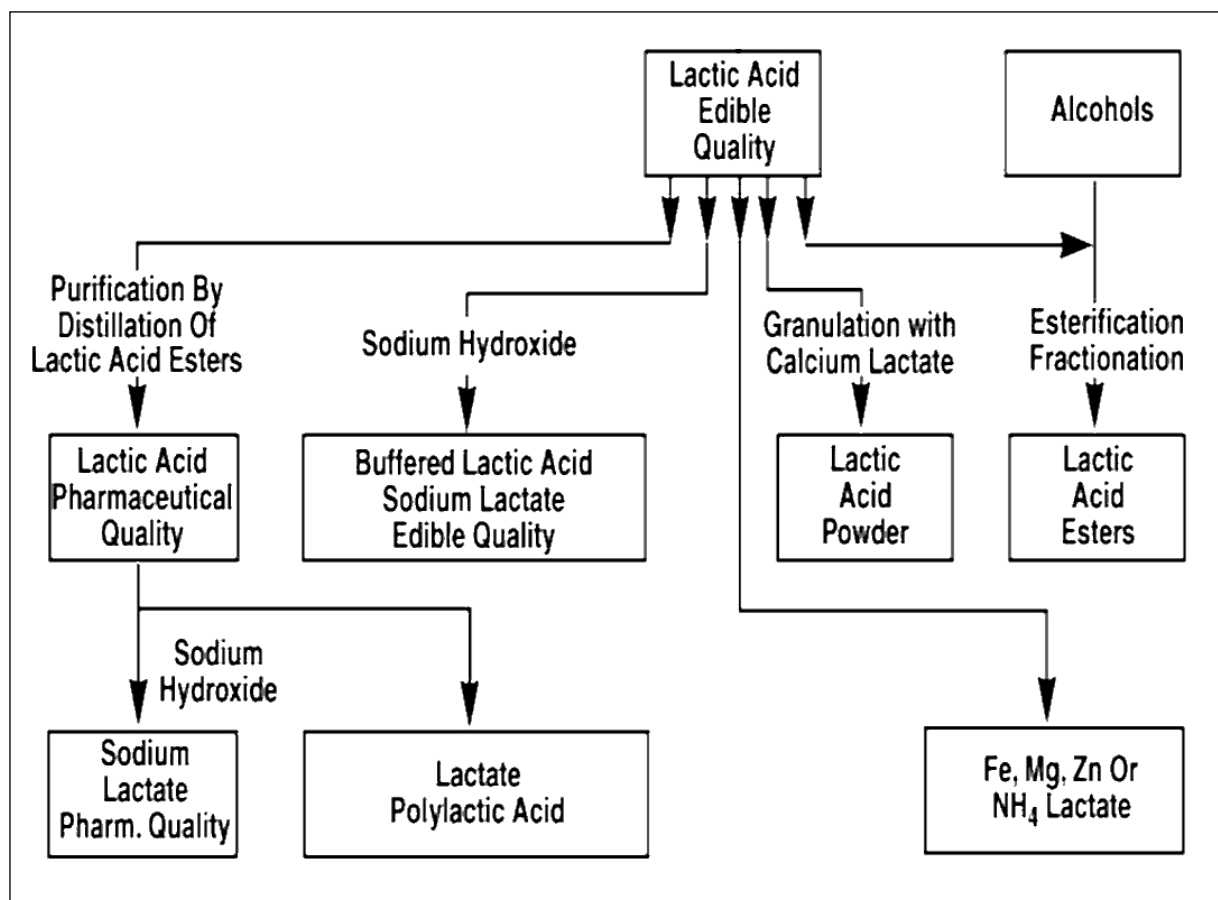 Lactic Acid
Edible
Quality
Alcohols
Purification By
Distillation Of
Lactic Acid Esters
Sodium Hydroxide
Granulation with
Calcium Lactate
Esterification
Fractionation
Lactic Acid
Pharmaceutical
Quality
Buffered Lactic Acid
Sodium Lactate
Edible Quality
Lactic
Acid
Powder
Lactic
Acid
Esters
Sodium
Hydroxide
Sodium
Lactate
Pharm. Quality
Lactate
Polylactic Acid
Fe, Mg, Zn Or
NH₄ Lactate